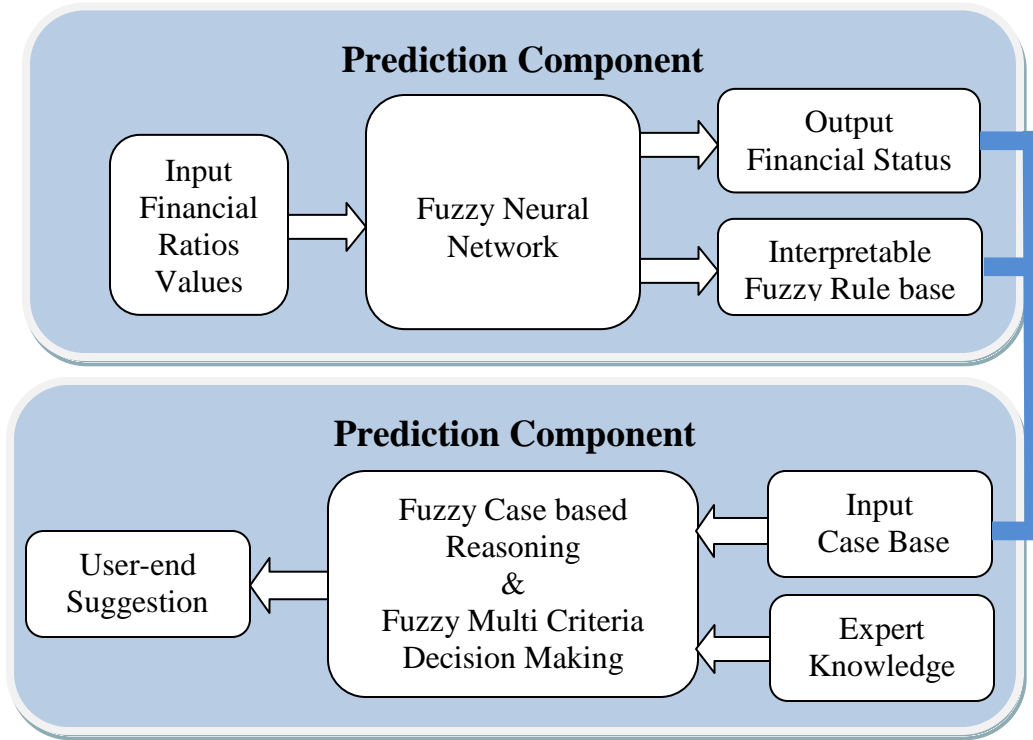 Prediction Component
Input
Financial
Ratios
Values
Fuzzy Neural
Network
Output
Financial Status
Interpretable
Fuzzy Rule base
Prediction Component
User-end
Suggestion
Fuzzy Case based
Reasoning
&
Fuzzy Multi Criteria
Decision Making
Input
Case Base
Expert
Knowledge